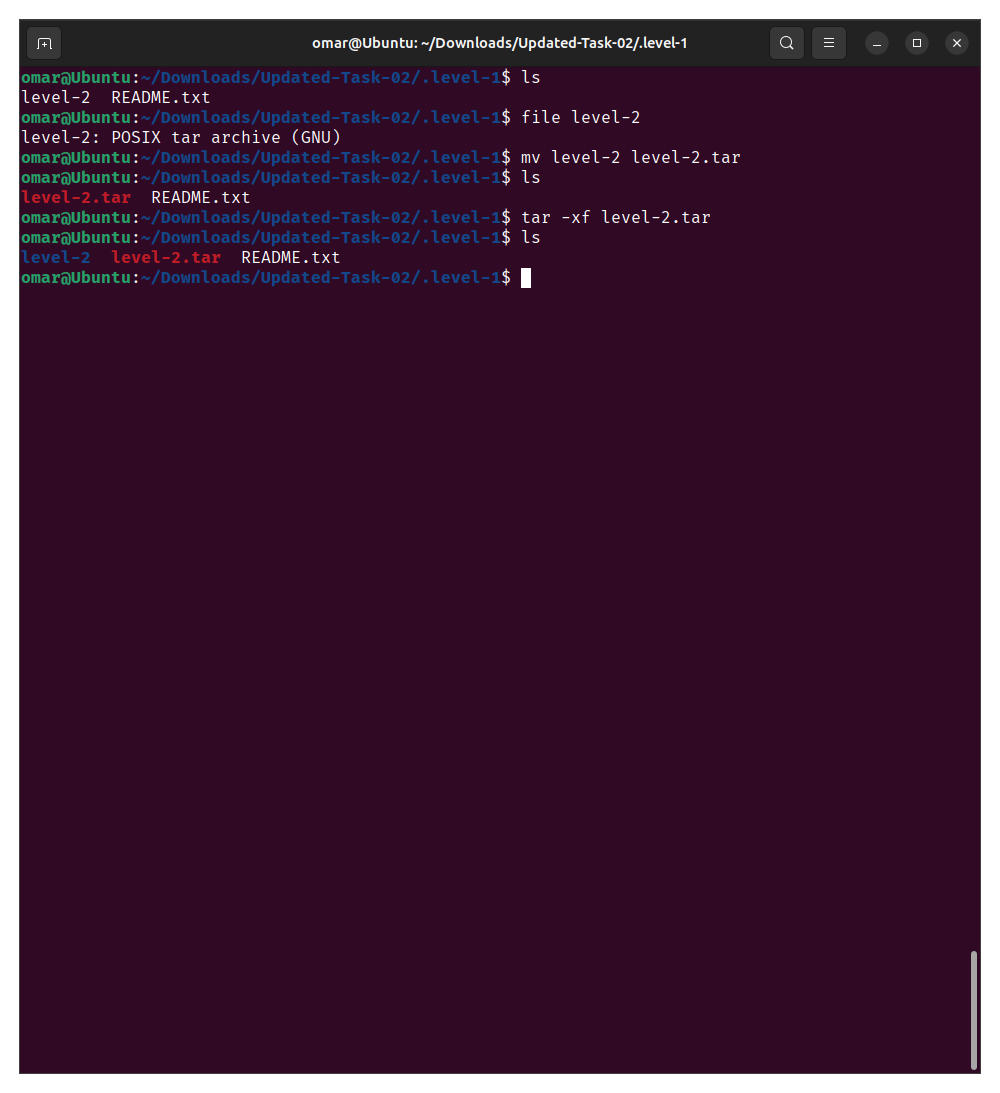 omar@Ubuntu: ~/Downloads/Updated-Task-02/.level-1
omar@Ubuntu:~/Downloads/Updated-Task-02/.level-1$ ls
level-2  README.txt
omar@Ubuntu:~/Downloads/Updated-Task-02/.level-1$ file level-2
level-2: POSIX tar archive (GNU)
omar@Ubuntu:~/Downloads/Updated-Task-02/.level-1$ mv level-2 level-2.tar
omar@Ubuntu:~/Downloads/Updated-Task-02/.level-1$ ls
level-2.tar  README.txt
omar@Ubuntu:~/Downloads/Updated-Task-02/.level-1$ tar -xf level-2.tar
omar@Ubuntu:~/Downloads/Updated-Task-02/.level-1$ ls
level-2  level-2.tar  README.txt
omar@Ubuntu:~/Downloads/Updated-Task-02/.level-1$